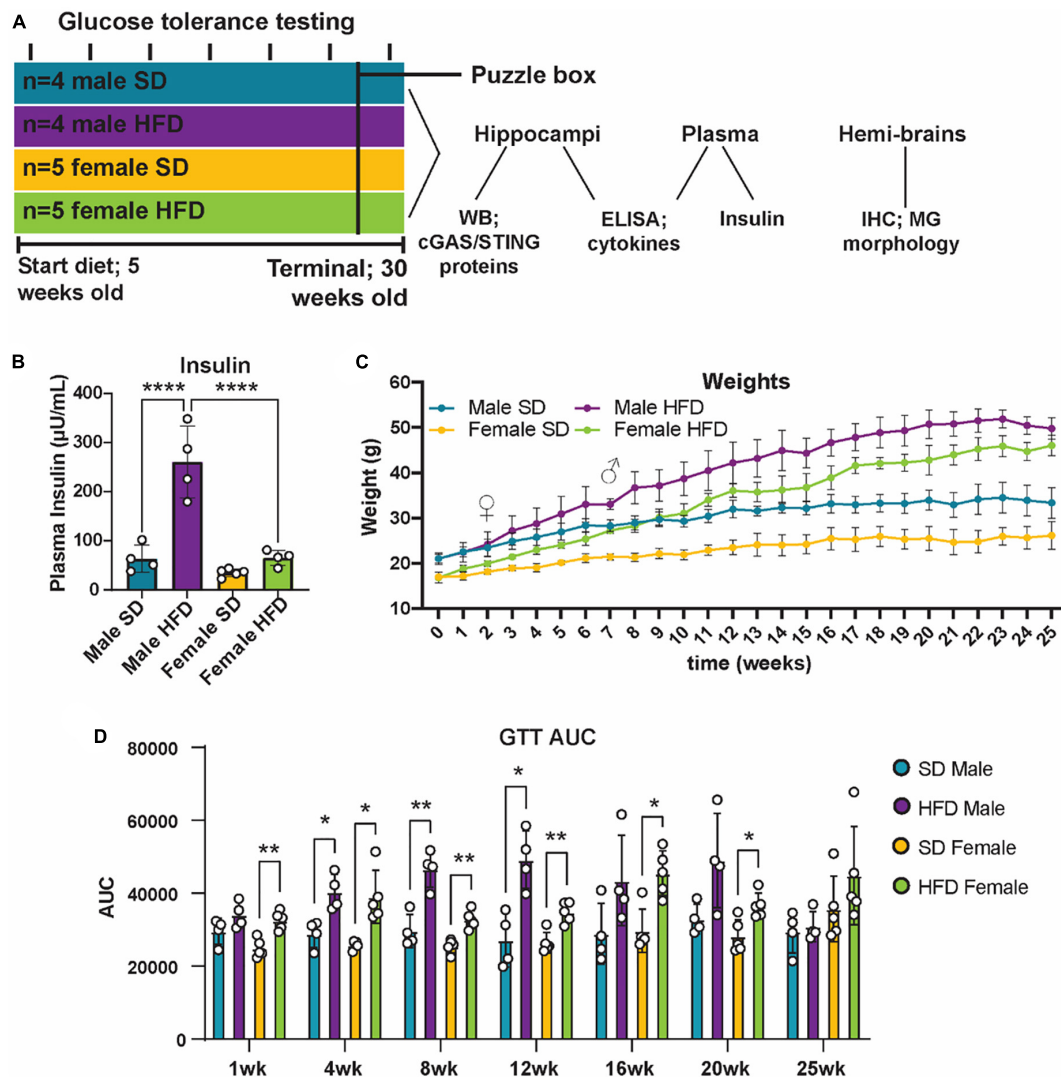 A
Glucose tolerance testing
n=4 male SD
n=4 male HFD
n=5 female SD
n=5 female HFD
Puzzle box
Hippocampi
Plasma
Hemi-brains
WB;
cGAS/STING
proteins
ELISA;
cytokines
Insulin
IHC; MG
morphology
Start diet; 5
weeks old
Terminal; 30
weeks old
B
Insulin
****
****
Plasma Insulin (µU/mL)
400
300
200
100
0
Male SD
Male HFD
Female SD
Female HFD
C
Weights
Male SD
Male HFD
Female SD
Female HFD
♀
♂
Weight (g)
60
50
40
30
20
10
0 1 2 3 4 5 6 7 8 9 10 11 12 13 14 15 16 17 18 19 20 21 22 23 24 25
time (weeks)
D
GTT AUC
AUC
80000
60000
40000
20000
0
**
*
*
**
**
*
**
*
*
1wk 4wk 8wk 12wk 16wk 20wk 25wk
SD Male
HFD Male
SD Female
HFD Female